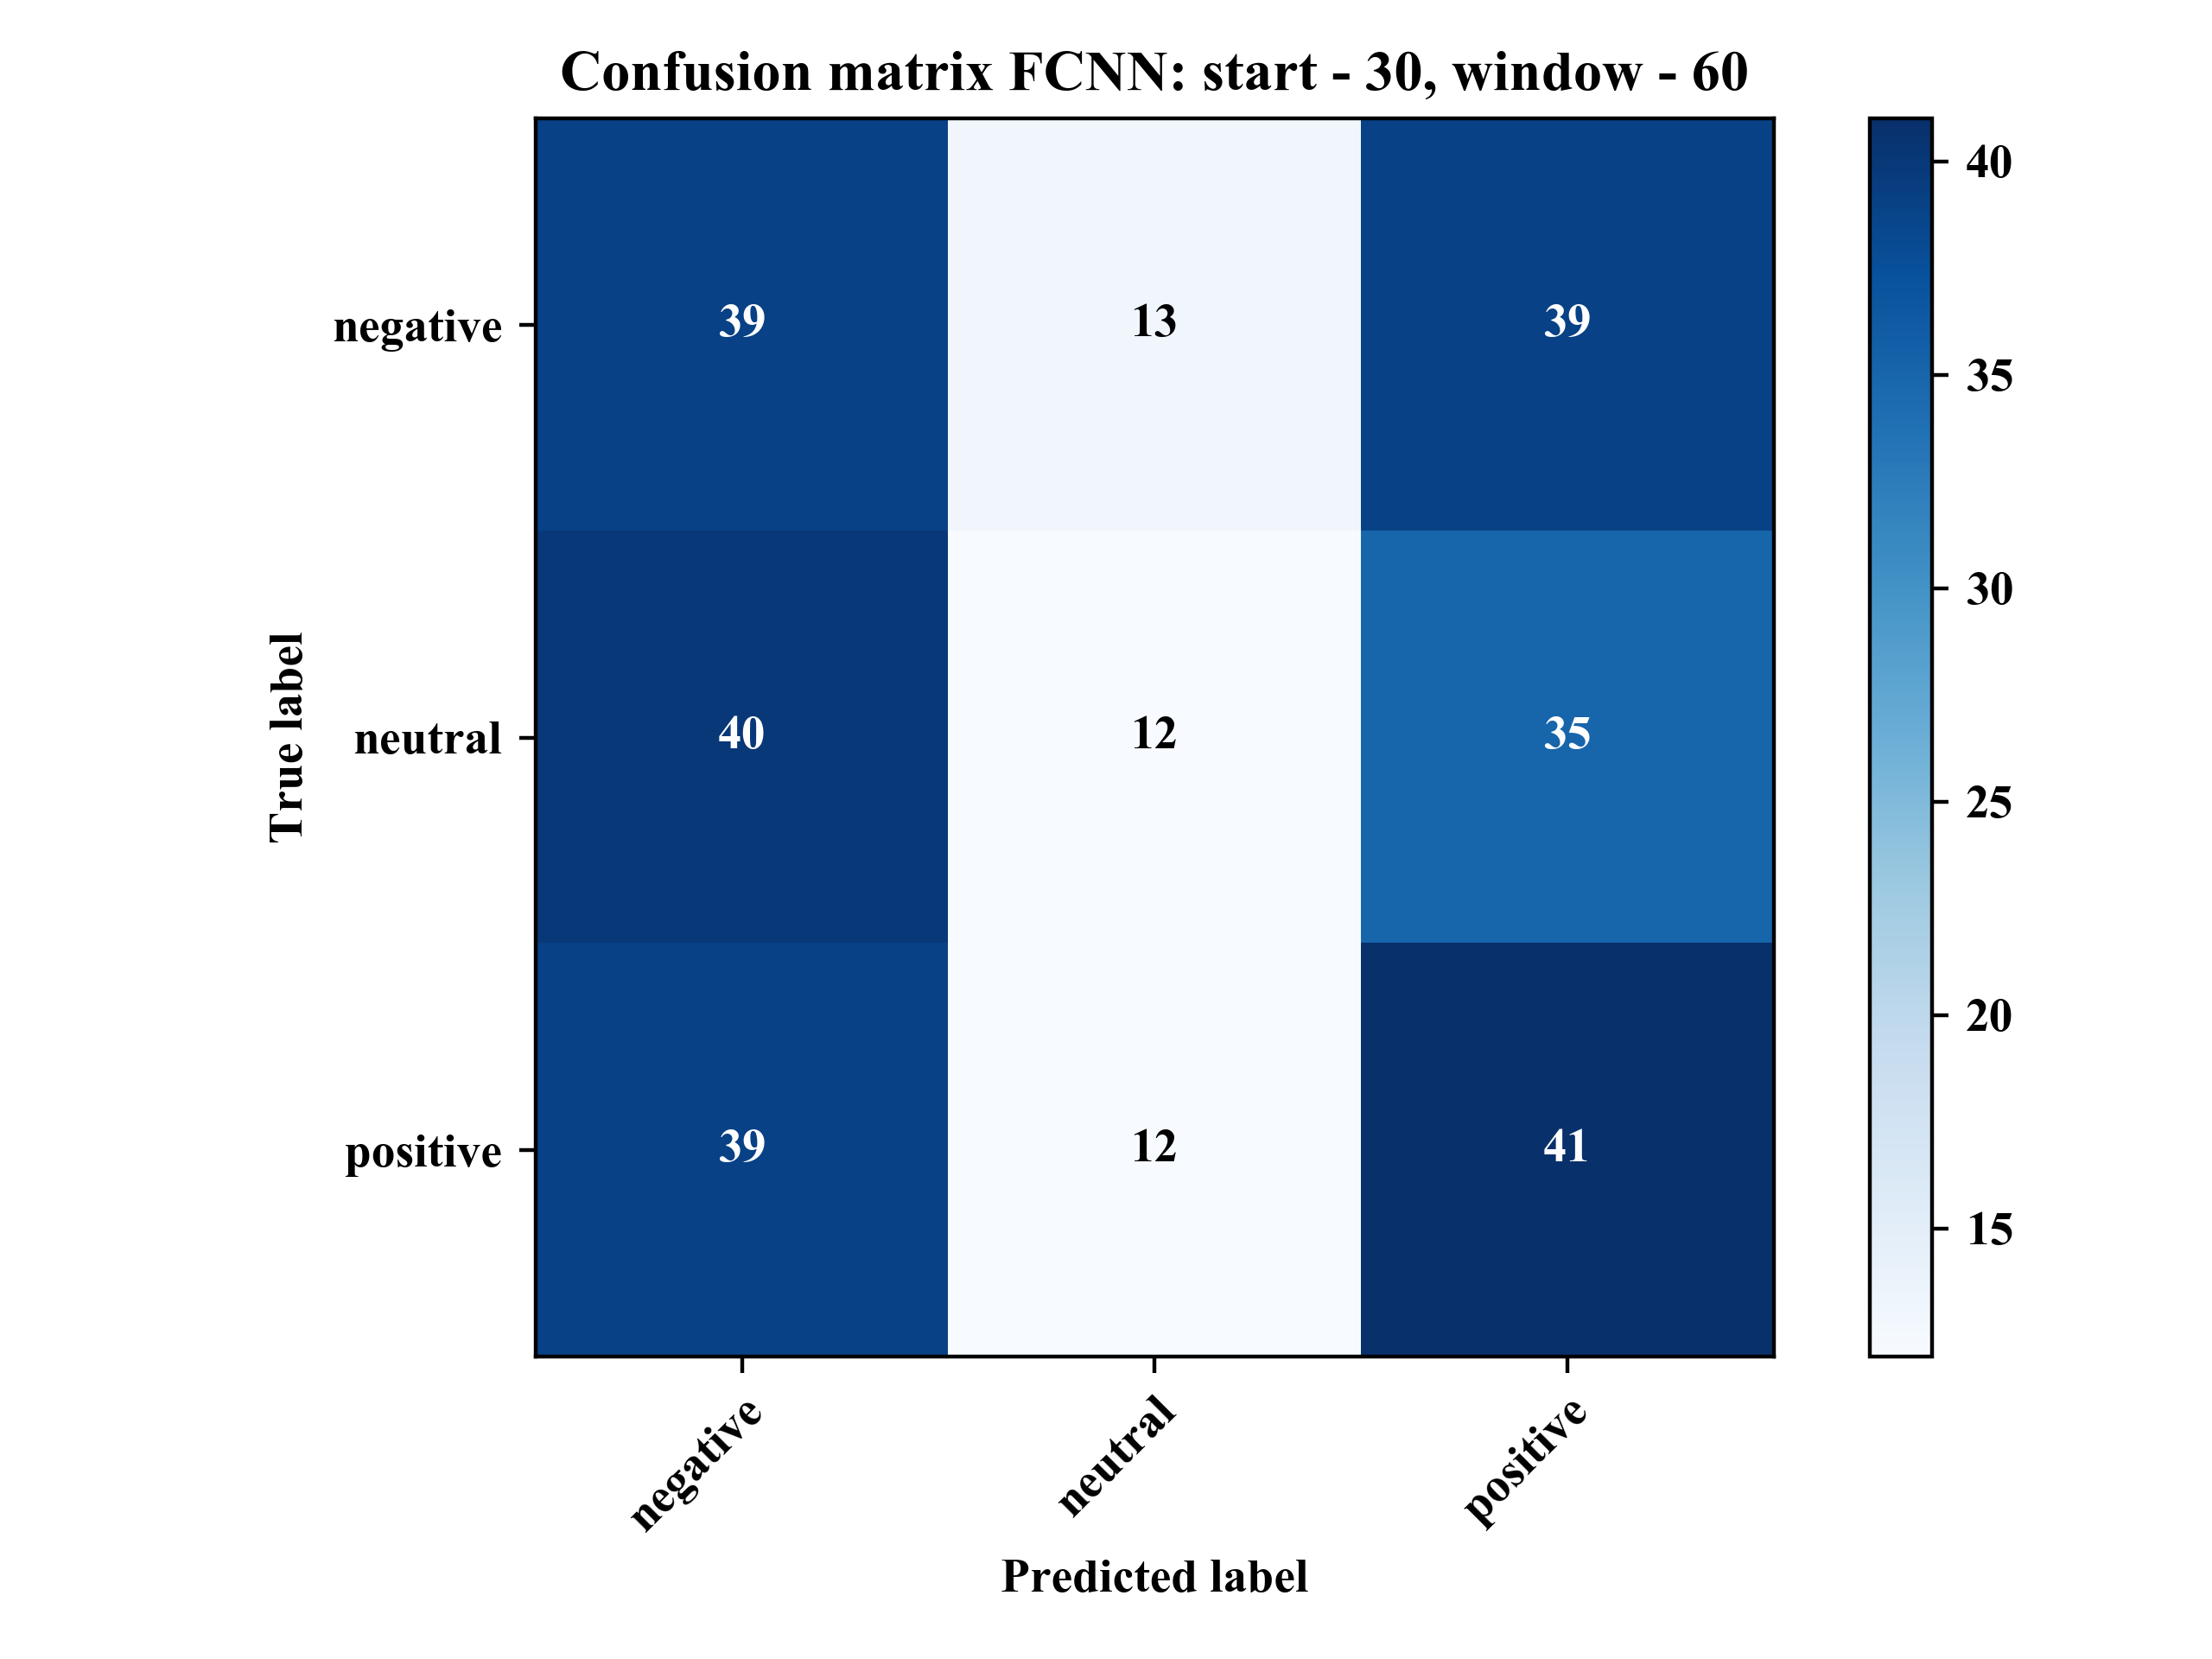 Confusion matrix FCNN: start - 30, window - 60
True label
negative
39
13
39
neutral
40
12
35
positive
39
12
41
negative
neutral
positive
Predicted label
40
35
30
25
20
15